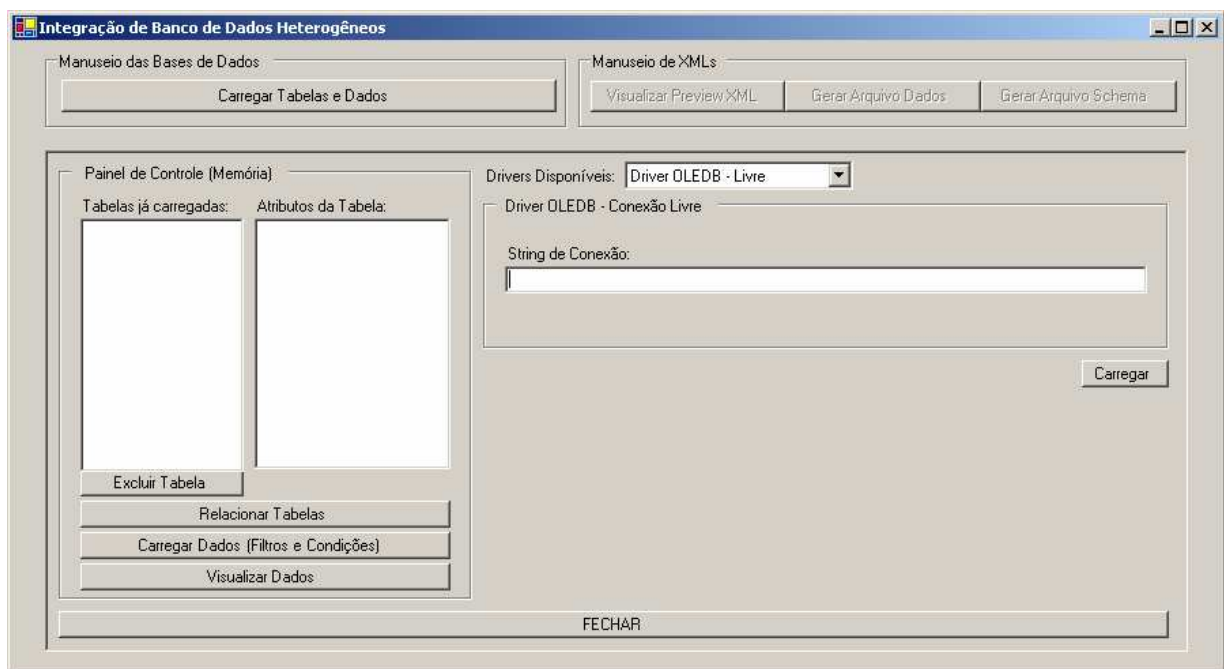 Integração de Banco de Dados Heterogêneos
Manuseio das Bases de Dados
Carregar Tabelas e Dados
Manuseio de XMLs
Visualizar Preview XML
Gerar Arquivo Dados
Gerar Arquivo Schema
Painel de Controle (Memória)
Tabelas já carregadas:
Atributos da Tabela:
Excluir Tabela
Relacionar Tabelas
Carregar Dados (Filtros e Condições)
Visualizar Dados
Drivers Disponíveis:
Driver OLEDB - Livre
Driver OLEDB - Conexão Livre
String de Conexão:
Carregar
FECHAR